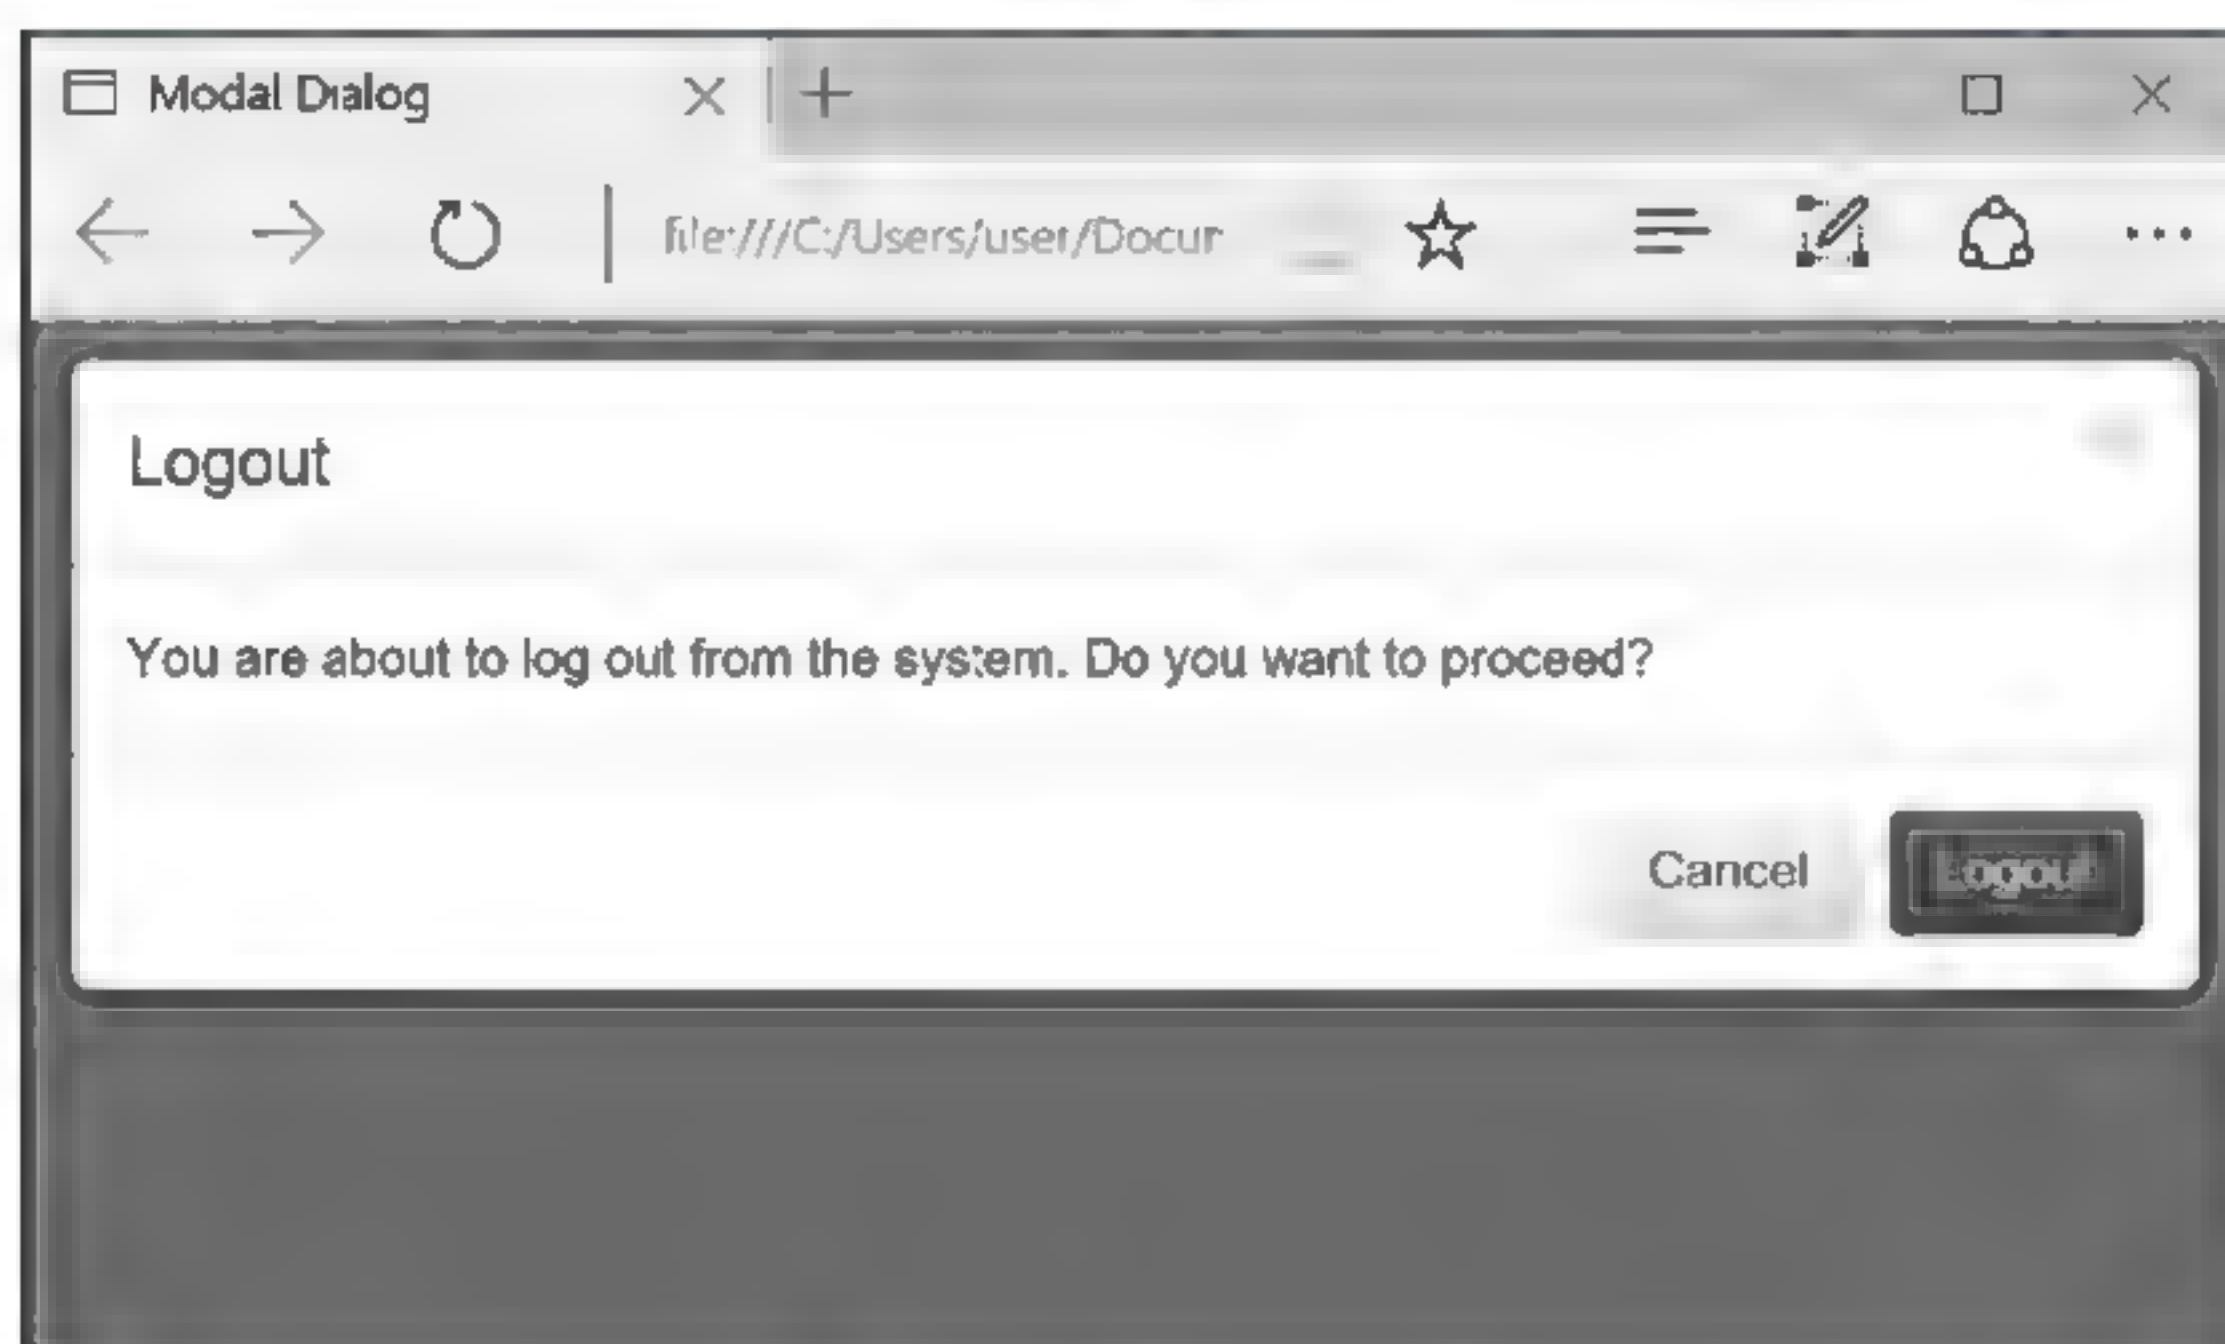 Modal Dialog
file:///C:/Users/user/Docur
Logout
You are about to log out from the system. Do you want to proceed?
Cancel
Logout